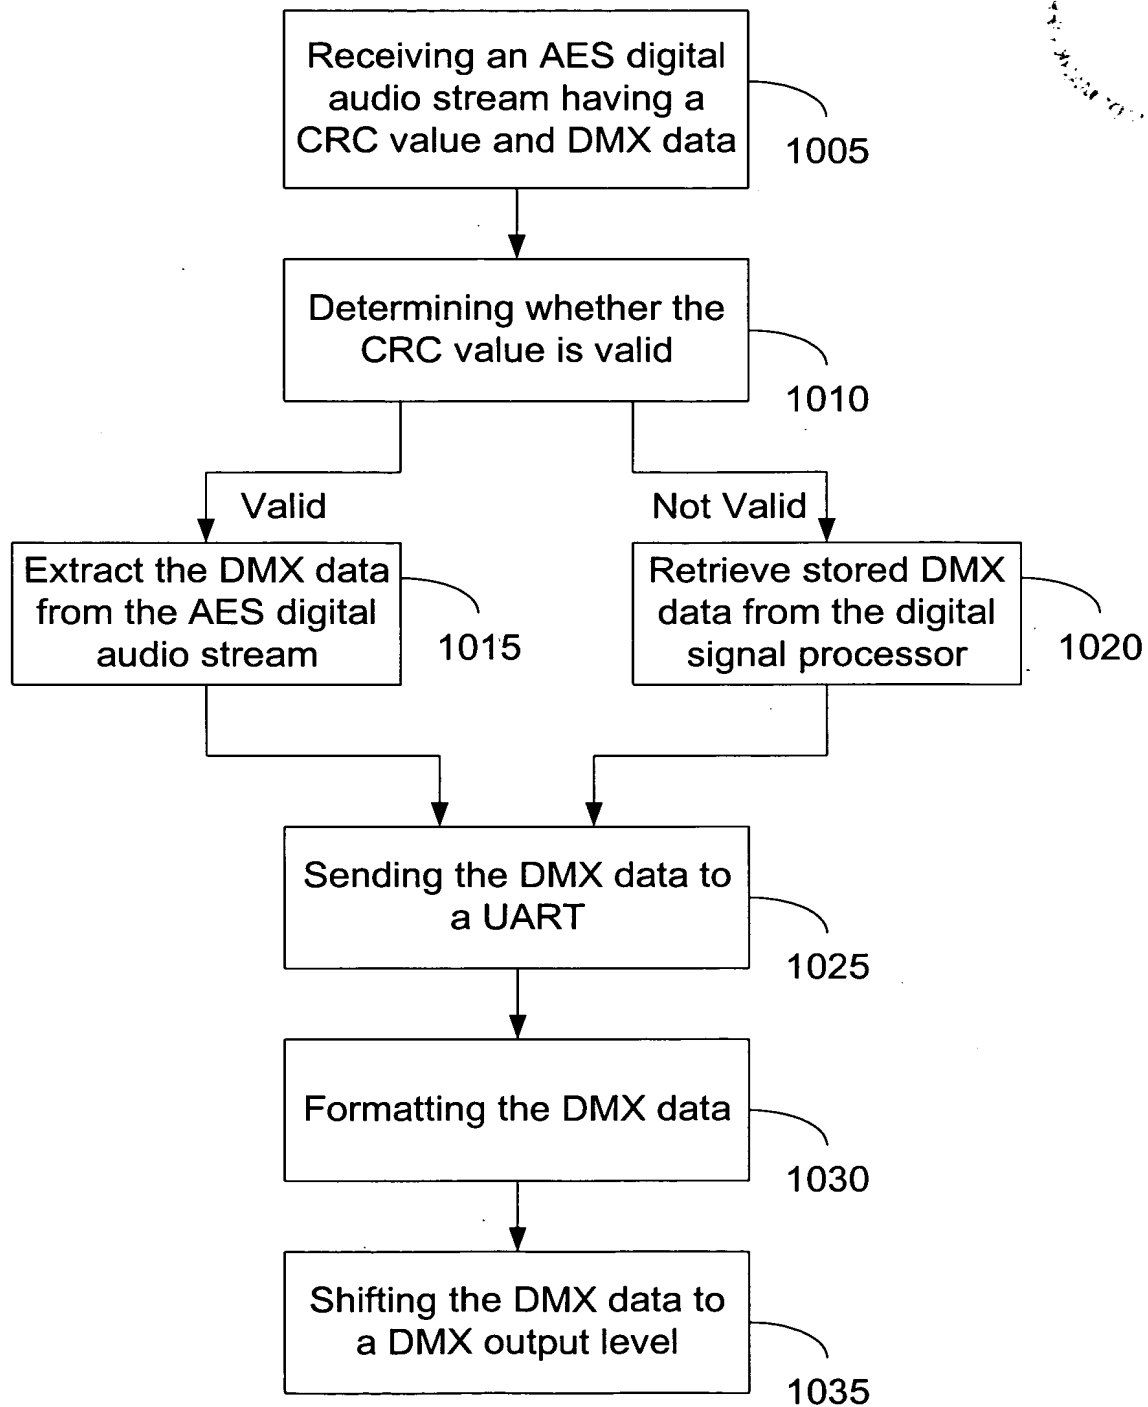 Receiving an AES digital
audio stream having a
CRC value and DMX data
1005
Determining whether the
CRC value is valid
1010
Valid
Not Valid
Extract the DMX data
from the AES digital
audio stream
1015
Retrieve stored DMX
data from the digital
signal processor
1020
Sending the DMX data to
a UART
1025
Formatting the DMX data
1030
Shifting the DMX data to
a DMX output level
1035